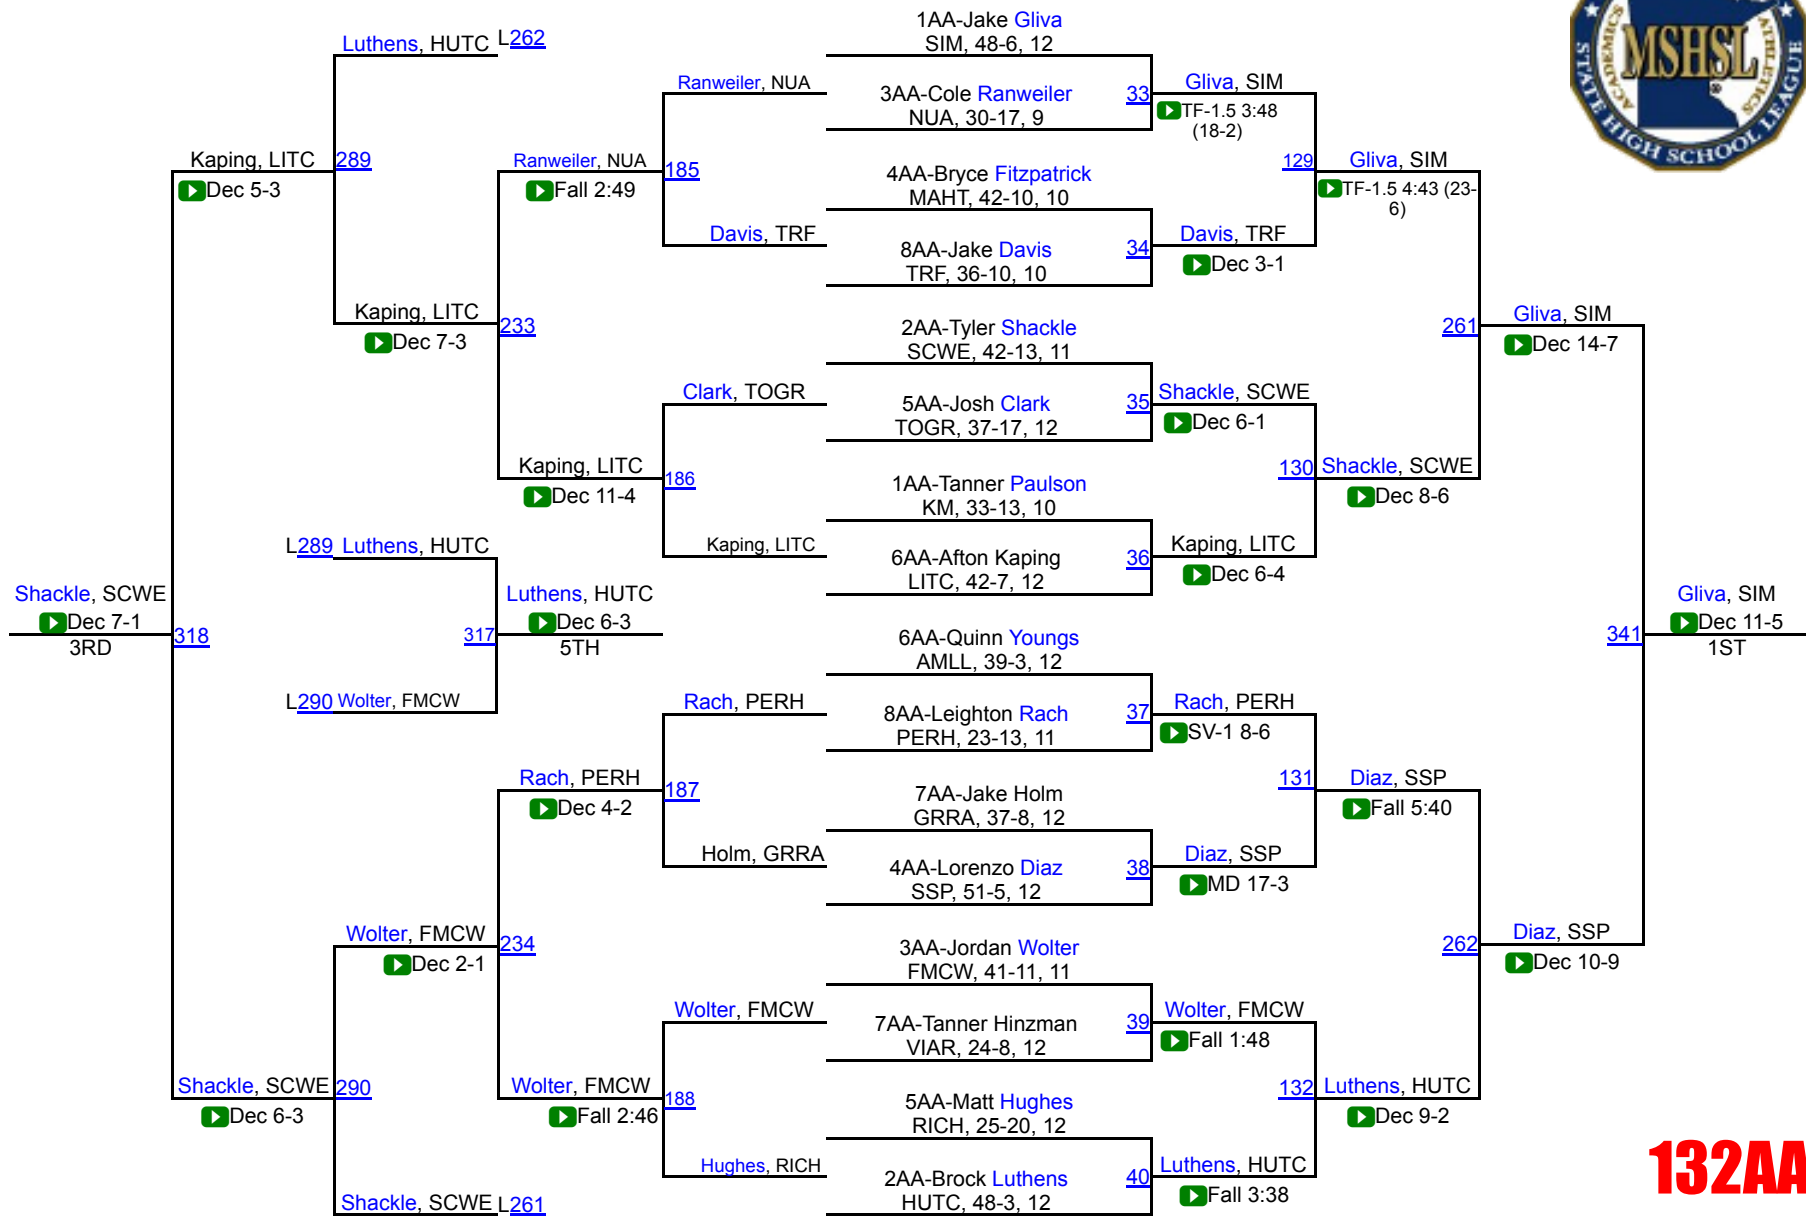 1AA-Jake Gliva
SIM, 48-6, 12
3AA-Cole Ranweiler
NUA, 30-17, 9
4AA-Bryce Fitzpatrick
MAHT, 42-10, 10
8AA-Jake Davis
TRF, 36-10, 10
2AA-Tyler Shackle
SCWE, 42-13, 11
5AA-Josh Clark
TOGR, 37-17, 12
1AA-Tanner Paulson
KM, 33-13, 10
6AA-Afton Kaping
LITC, 42-7, 12
6AA-Quinn Youngs
AMLL, 39-3, 12
8AA-Leighton Rach
PERH, 23-13, 11
7AA-Jake Holm
GRRA, 37-8, 12
4AA-Lorenzo Diaz
SSP, 51-5, 12
3AA-Jordan Wolter
FMCW, 41-11, 11
7AA-Tanner Hinzman
VIAR, 24-8, 12
5AA-Matt Hughes
RICH, 25-20, 12
2AA-Brock Luthens
HUTC, 48-3, 12
33
Gliva, SIM
TF-1.5 3:48
(18-2)
34
Davis, TRF
Dec 3-1
35
Shackle, SCWE
Dec 6-1
36
Kaping, LITC
Dec 6-4
37
Rach, PERH
SV-1 8-6
38
Diaz, SSP
MD 17-3
39
Wolter, FMCW
Fall 1:48
40
Luthens, HUTC
Fall 3:38
129
Gliva, SIM
TF-1.5 4:43 (23-
6)
130
Shackle, SCWE
Dec 8-6
131
Diaz, SSP
Fall 5:40
132
Luthens, HUTC
Dec 9-2
261
Gliva, SIM
Dec 14-7
262
Diaz, SSP
Dec 10-9
341
Gliva, SIM
Dec 11-5
1ST
Ranweiler, NUA
Davis, TRF
Clark, TOGR
Kaping, LITC
Rach, PERH
Holm, GRRA
Wolter, FMCW
Hughes, RICH
185
Ranweiler, NUA
Fall 2:49
186
Kaping, LITC
Dec 11-4
187
Rach, PERH
Dec 4-2
188
Wolter, FMCW
Fall 2:46
233
Kaping, LITC
Dec 7-3
234
Wolter, FMCW
Dec 2-1
Luthens, HUTC L262
289
Kaping, LITC
Dec 5-3
Shackle, SCWE L261
290
Shackle, SCWE
Dec 6-3
L289 Luthens, HUTC
L290 Wolter, FMCW
317
Luthens, HUTC
Dec 6-3
5TH
318
Shackle, SCWE
Dec 7-1
3RD
MSHSL
ACADEMICS
ATHLETICS
STATE HIGH SCHOOL LEAGUE
132AA